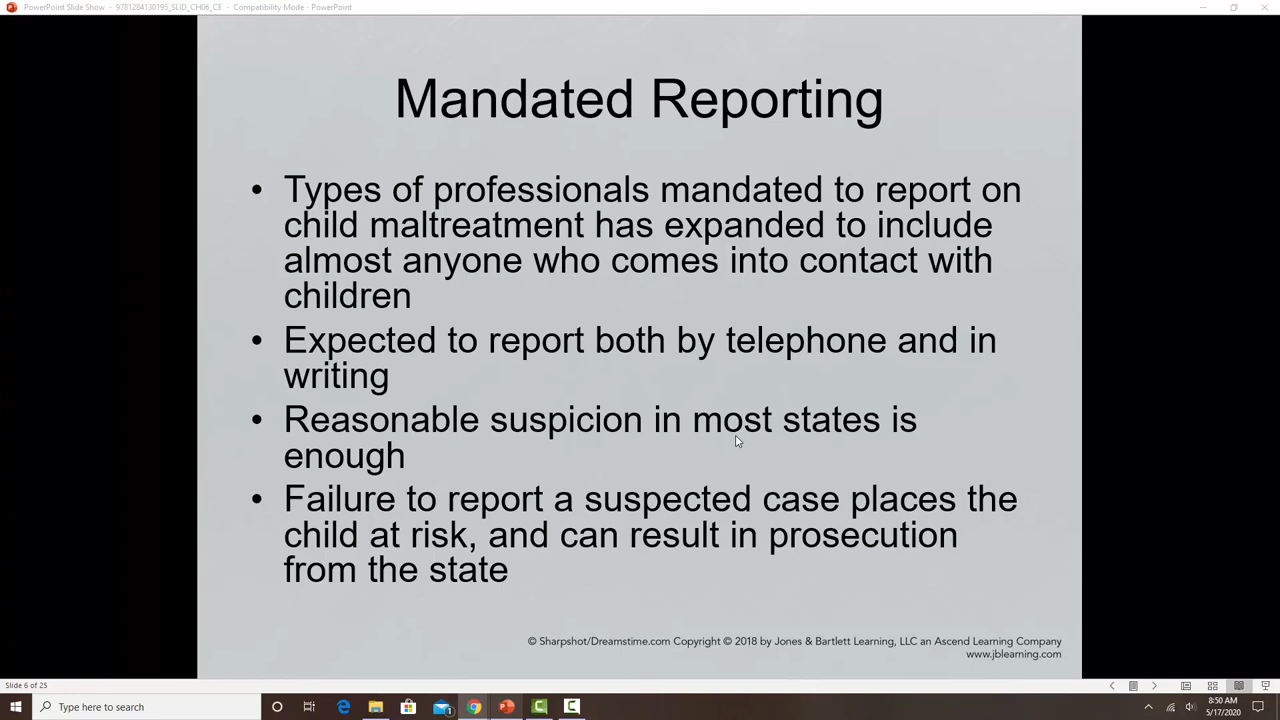 PowerPoint Slide Show - 9781284130195_SLID_CH06_CE - Compatibility Mode - PowerPoint
Mandated Reporting
• Types of professionals mandated to report on
child maltreatment has expanded to include
almost anyone who comes into contact with
children
• Expected to report both by telephone and in
writing
• Reasonable suspicion in most states is
enough
• Failure to report a suspected case places the
child at risk, and can result in prosecution
from the state
© Sharpshot/Dreamstime.com Copyright © 2018 by Jones & Bartlett Learning, LLC an Ascend Learning Company
www.jblearning.com
Slide 6 of 25
Type here to search
8:50 AM
5/17/2020